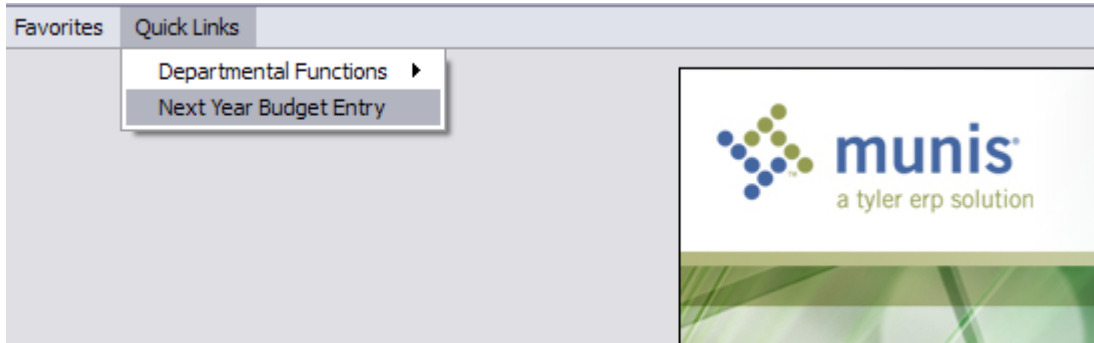 Favorites Quick Links
Departmental Functions
Next Year Budget Entry
munis
a tyler erp solution